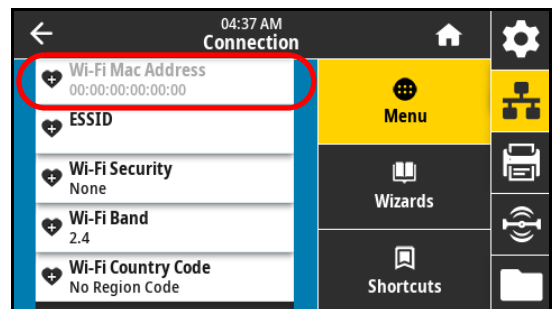 04:37 AM
Connection
Wi-Fi Mac Address
00:00:00:00:00:00
ESSID
Wi-Fi Security
None
Wi-Fi Band
2.4
Wi-Fi Country Code
No Region Code
Menu
Wizards
Shortcuts